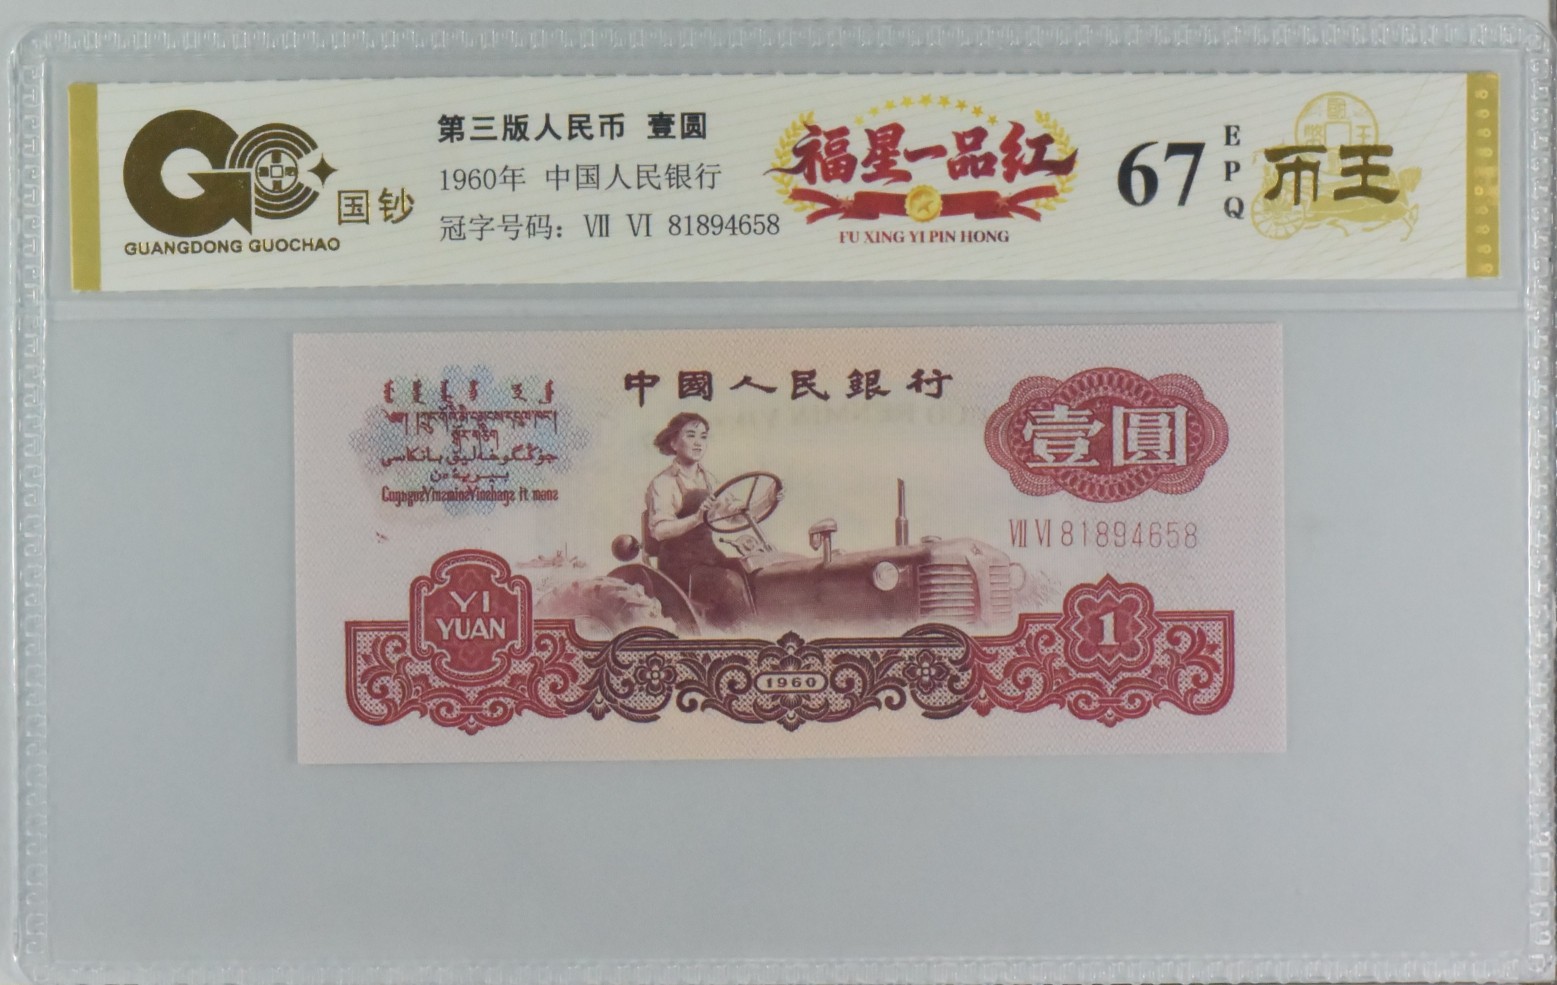 GUANGDONG GUOCHAO
国钞
第三版人民币 壹圆
1960年 中国人民银行
冠字号码: Ⅶ Ⅵ 81894658
福星一品红
FU XING YI PIN HONG
67
EPQ
币王
中國人民銀行
壹圓
Ⅶ Ⅵ 81894658
YI
YUAN
1
1960